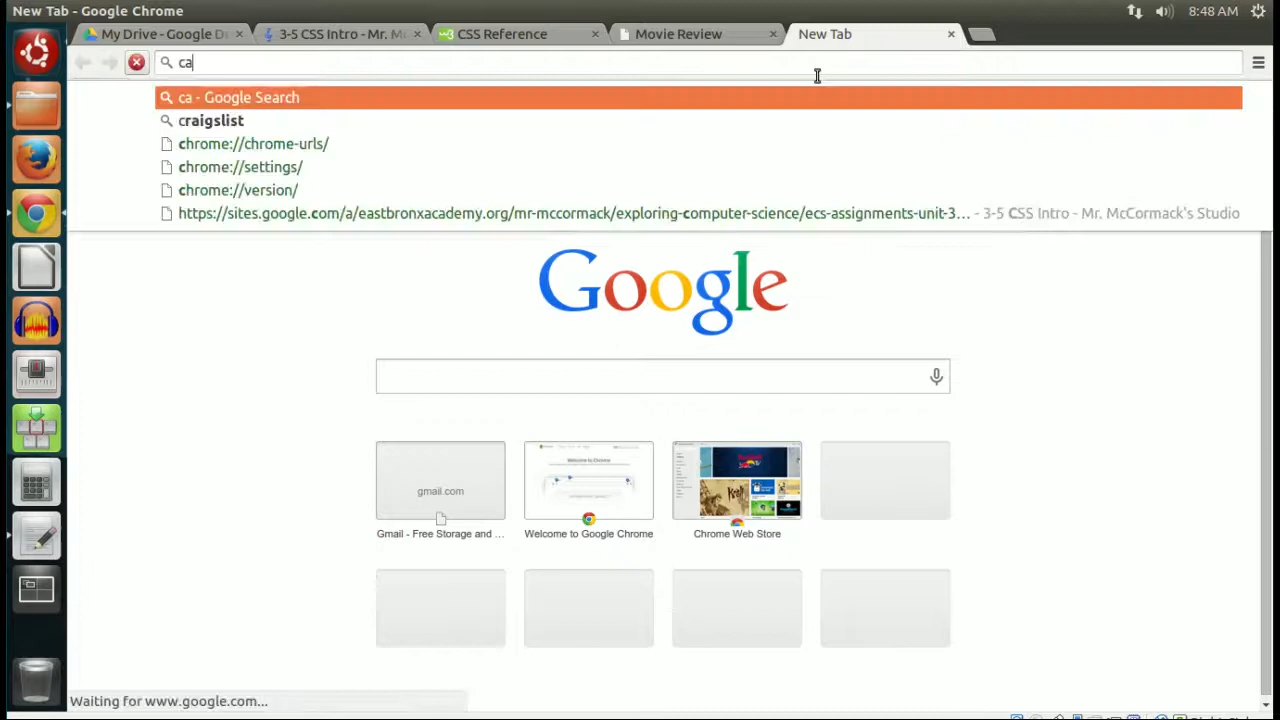 New Tab - Google Chrome
8:48 AM
My Drive - Google D
3-5 CSS Intro - Mr. M
CSS Reference
Movie Review
New Tab
ca
ca - Google Search
craigslist
chrome://chrome-urls/
chrome://settings/
chrome://version/
https://sites.google.com/a/eastbronxacademy.org/mr-mccormack/exploring-computer-science/ecs-assignments-unit-3... - 3-5 CSS Intro - Mr. McCormack's Studio
Google
gmail.com
Welcome to Chrome
Gmail - Free Storage and ...
Welcome to Google Chrome
Chrome Web Store
Waiting for www.google.com...